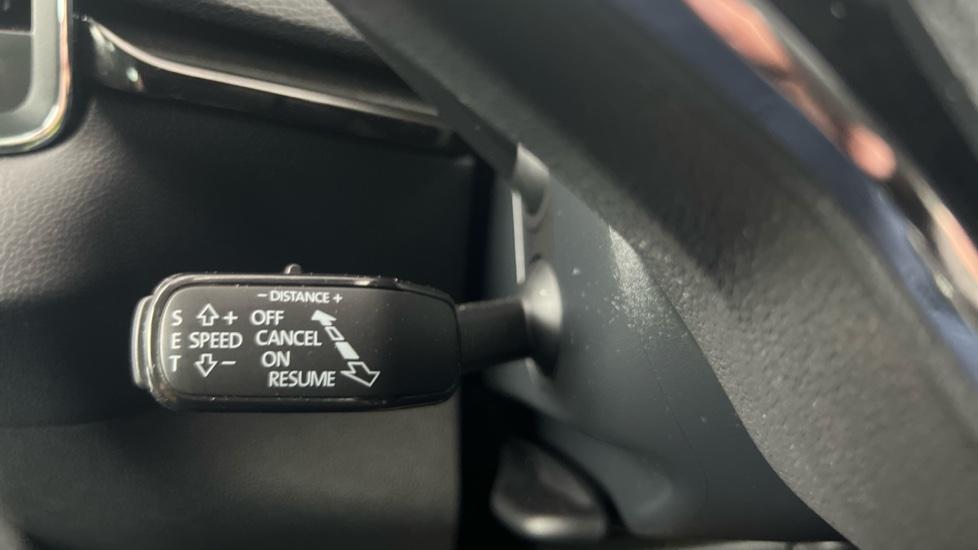 − DISTANCE +
S + OFF
E SPEED CANCEL
T − ON
RESUME